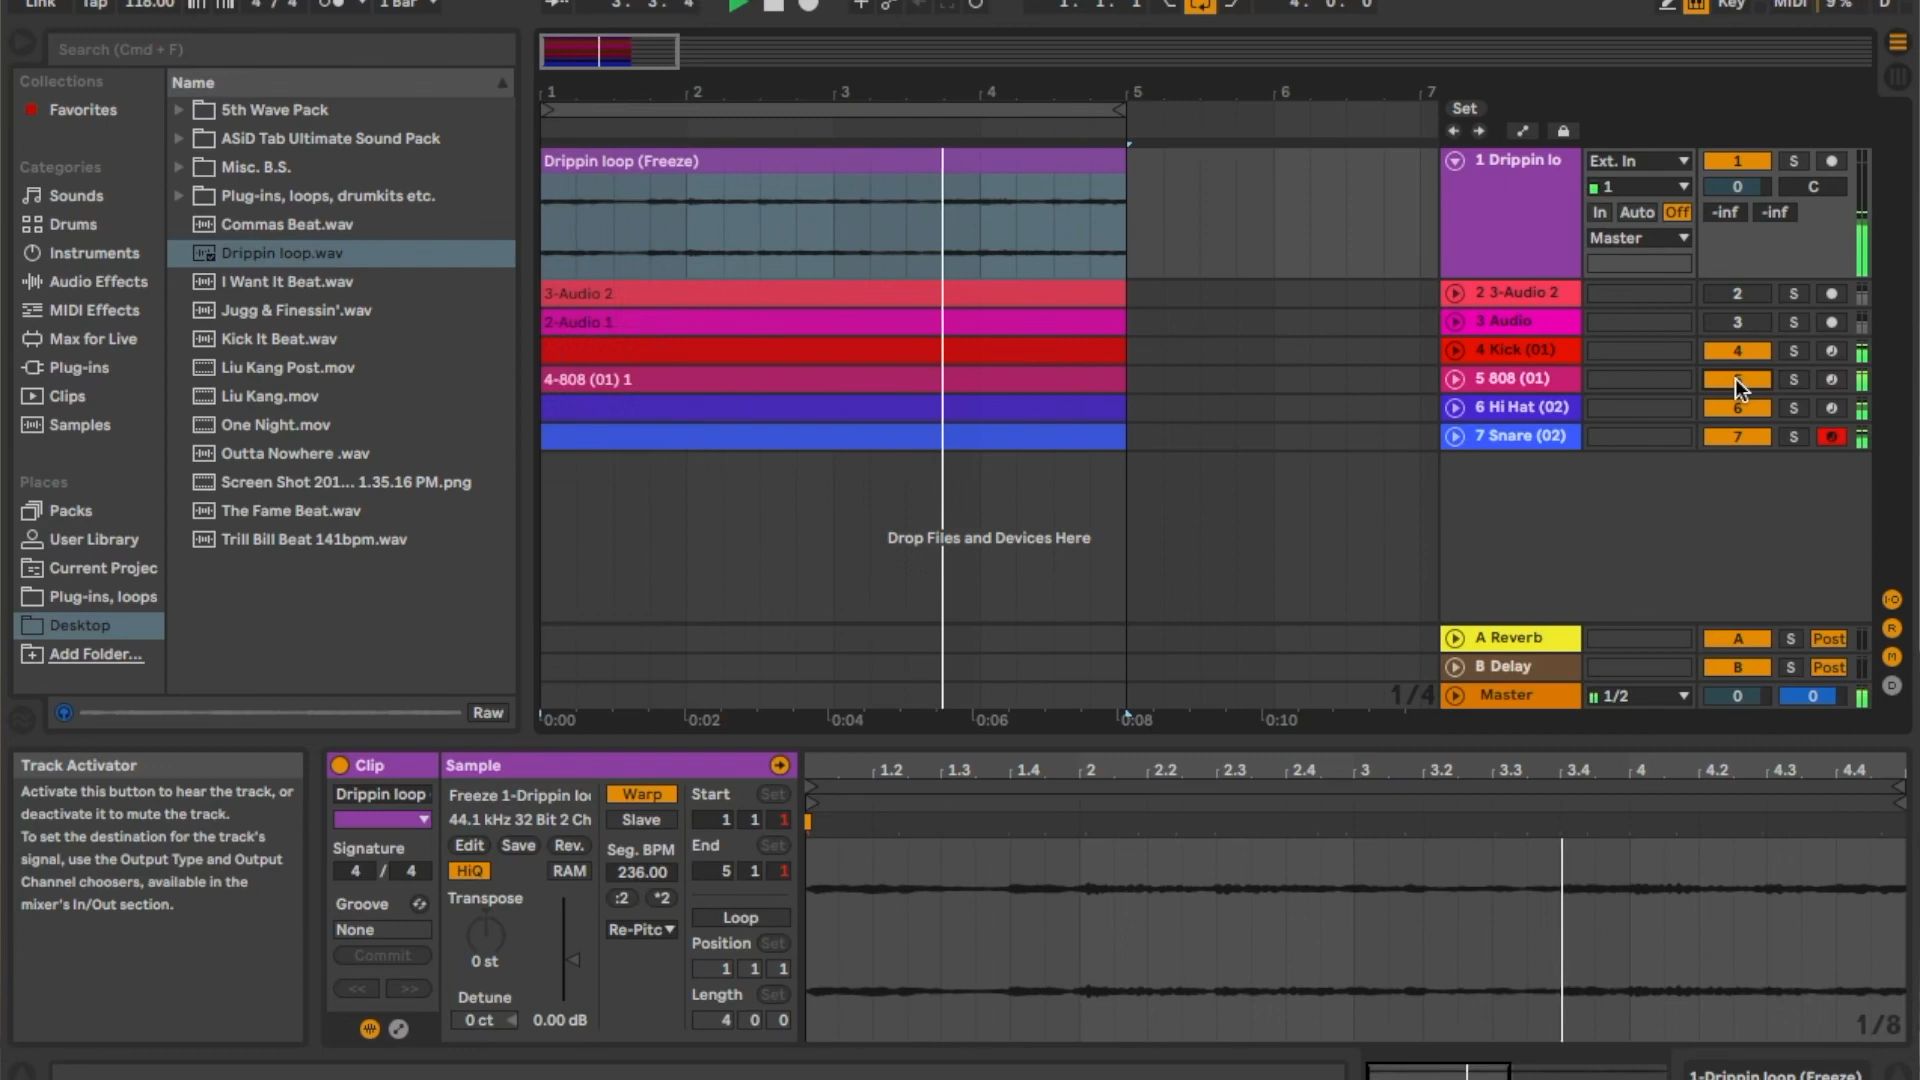 Link Tap 118.00 4 / 4 1 Bar 3. 3. 4 1. 1. 1 4. 0. 0 Key MIDI 9 % D
Search (Cmd + F)
Collections
Favorites
Categories
Sounds
Drums
Instruments
Audio Effects
MIDI Effects
Max for Live
Plug-ins
Clips
Samples
Places
Packs
User Library
Current Projec
Plug-ins, loops
Desktop
Add Folder...
Name
5th Wave Pack
ASiD Tab Ultimate Sound Pack
Misc. B.S.
Plug-ins, loops, drumkits etc.
Commas Beat.wav
Drippin loop.wav
I Want It Beat.wav
Jugg & Finessin'.wav
Kick It Beat.wav
Liu Kang Post.mov
Liu Kang.mov
One Night.mov
Outta Nowhere .wav
Screen Shot 201... 1.35.16 PM.png
The Fame Beat.wav
Trill Bill Beat 141bpm.wav
Raw
1 2 3 4 5 6 7
Set
Drippin loop (Freeze)
3-Audio 2
2-Audio 1
4-808 (01) 1
Drop Files and Devices Here
1/4
0:00 0:02 0:04 0:06 0:08 0:10
1 Drippin lo Ext. In 1 S
1 0 C
In Auto Off -inf -inf
Master
2 3-Audio 2 2 S
3 Audio 3 S
4 Kick (01) 4 S
5 808 (01) S
6 Hi Hat (02) 6 S
7 Snare (02) 7 S
A Reverb A S Post
B Delay B S Post
Master 1/2 0 0
I·O
R
M
D
Track Activator
Activate this button to hear the track, or
deactivate it to mute the track.
To set the destination for the track's
signal, use the Output Type and Output
Channel choosers, available in the
mixer's In/Out section.
Clip
Drippin loop
Signature
4 / 4
Groove
None
Commit
<< >>
Sample
Freeze 1-Drippin lo
44.1 kHz 32 Bit 2 Ch
Edit Save Rev.
HiQ RAM
Transpose
0 st
Detune
0 ct 0.00 dB
Warp
Slave
Seg. BPM
236.00
:2 *2
Re-Pitc
Start Set
1 1 1
End Set
5 1 1
Loop
Position Set
1 1 1
Length Set
4 0 0
1.2 1.3 1.4 2 2.2 2.3 2.4 3 3.2 3.3 3.4 4 4.2 4.3 4.4
1/8
1-Drippin loop (Freeze)